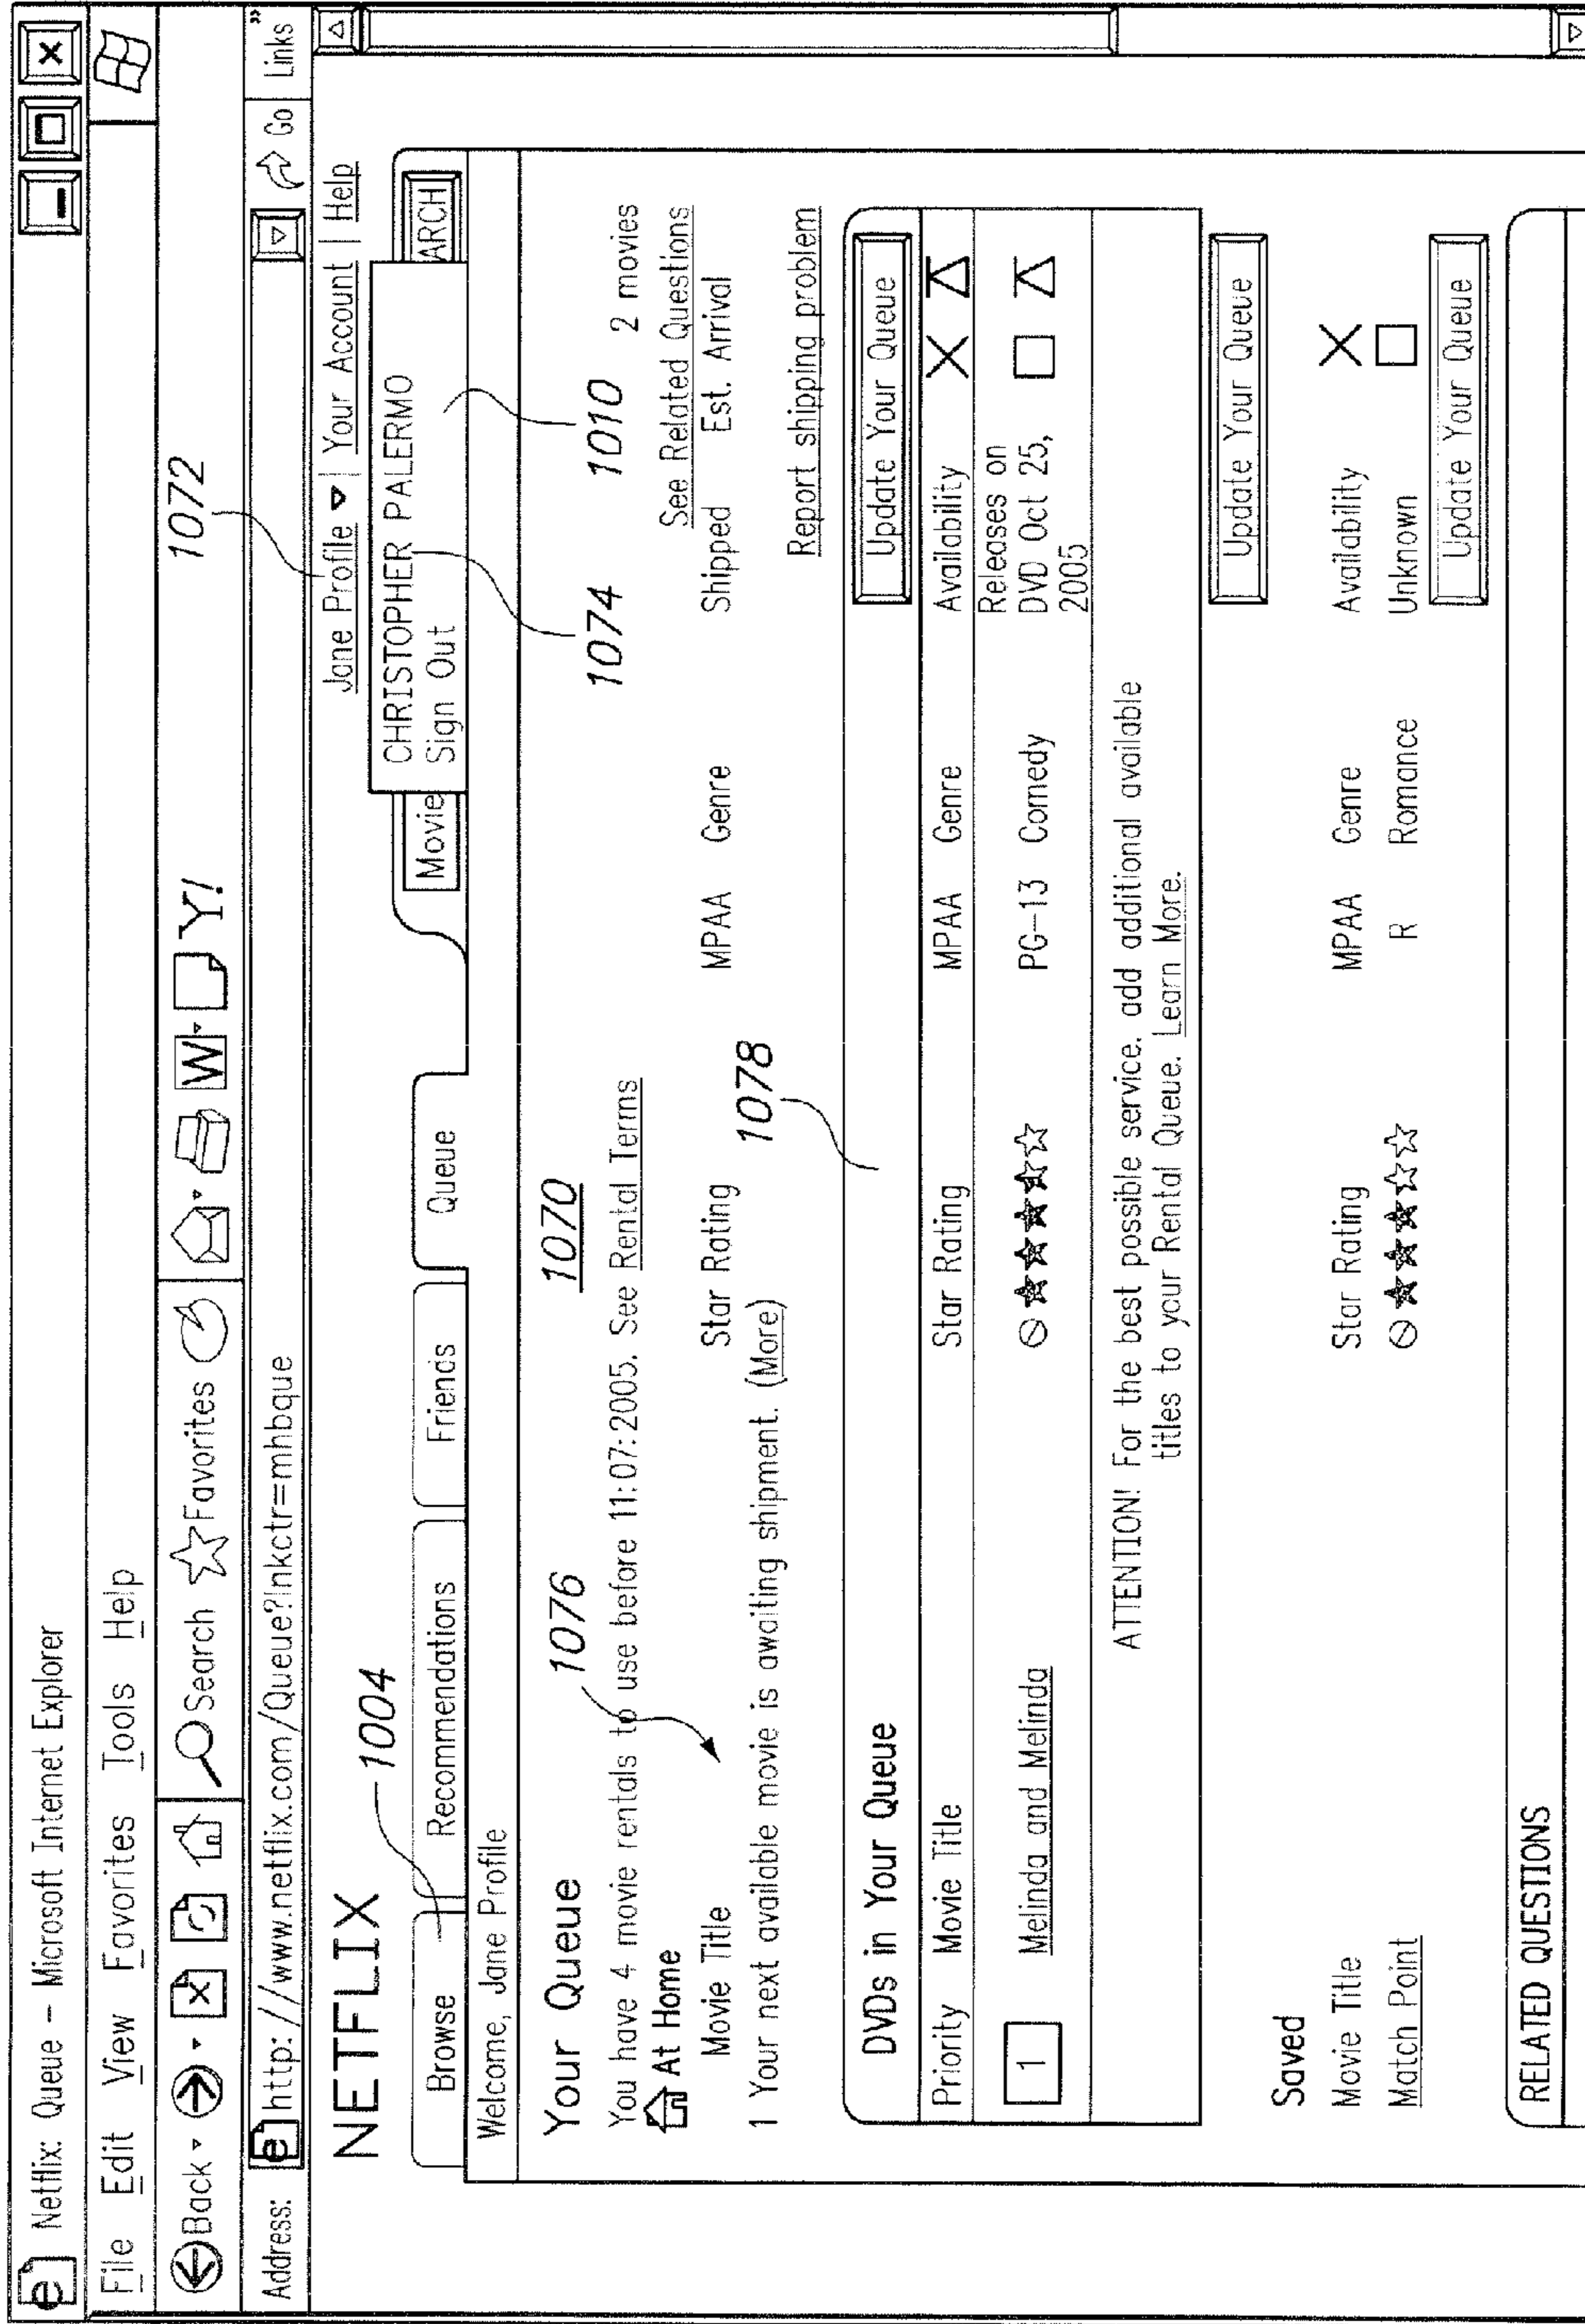 Netflix: Queue – Microsoft Internet Explorer
File Edit View Favorites Tools Help
Back Search Favorites W Y!
1072
Address: http://www.netflix.com/Queue?lnkctr=mhbque Go Links »
NETFLIX 1004 Jane Profile | Your Account | Help
Browse Recommendations Friends Queue Movie CHRISTOPHER PALERMO ARCH
Sign Out
Welcome, Jane Profile
Your Queue 1076 1070 1074 1010
You have 4 movie rentals to use before 11:07:2005. See Rental Terms 2 movies
At Home See Related Questions
Movie Title Star Rating MPAA Genre Shipped Est. Arrival
1 Your next available movie is awaiting shipment. (More) 1078 Report shipping problem
DVDs in Your Queue Update Your Queue
Priority Movie Title Star Rating MPAA Genre Availability
1 Melinda and Melinda PG-13 Comedy Releases on
DVD Oct 25,
2005
ATTENTION! For the best possible service, add additional available
titles to your Rental Queue. Learn More.
Update Your Queue
Saved
Movie Title Star Rating MPAA Genre Availability
Match Point R Romance Unknown
Update Your Queue
RELATED QUESTIONS